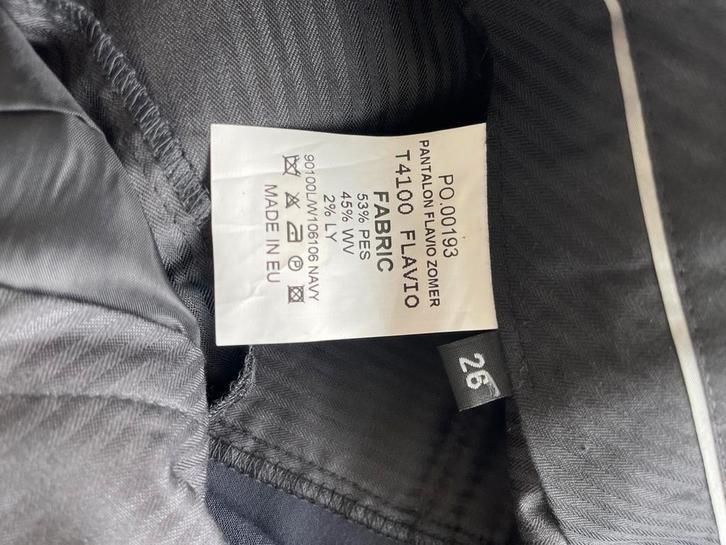 PO.00193
PANTALON FLAVIO ZOMER
T4100 FLAVIO
FABRIC
53% PES
45% WV
2% LY
90100L/W106106 NAVY
P
MADE IN EU
26